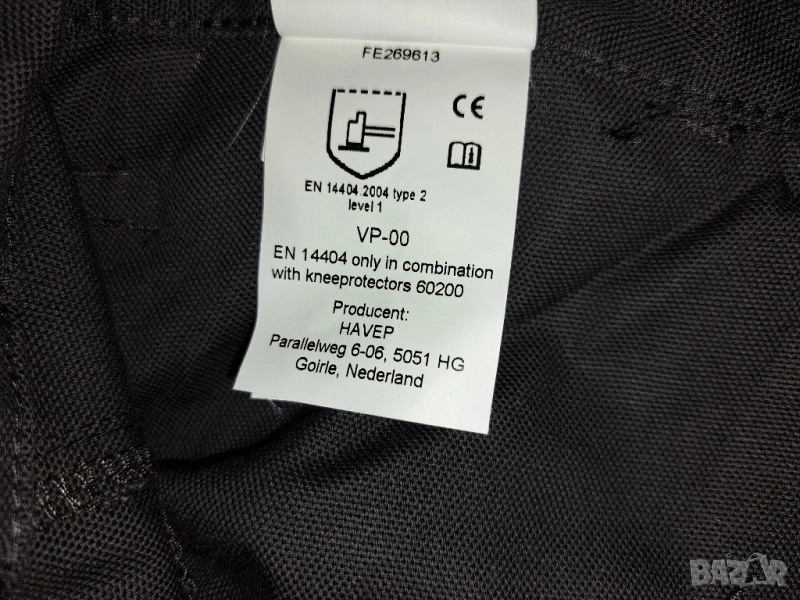 FE269613
CE
EN 14404:2004 type 2
level 1
VP-00
EN 14404 only in combination
with kneeprotectors 60200
Producent:
HAVEP
Parallelweg 6-06, 5051 HG
Goirle, Nederland
BAZAR